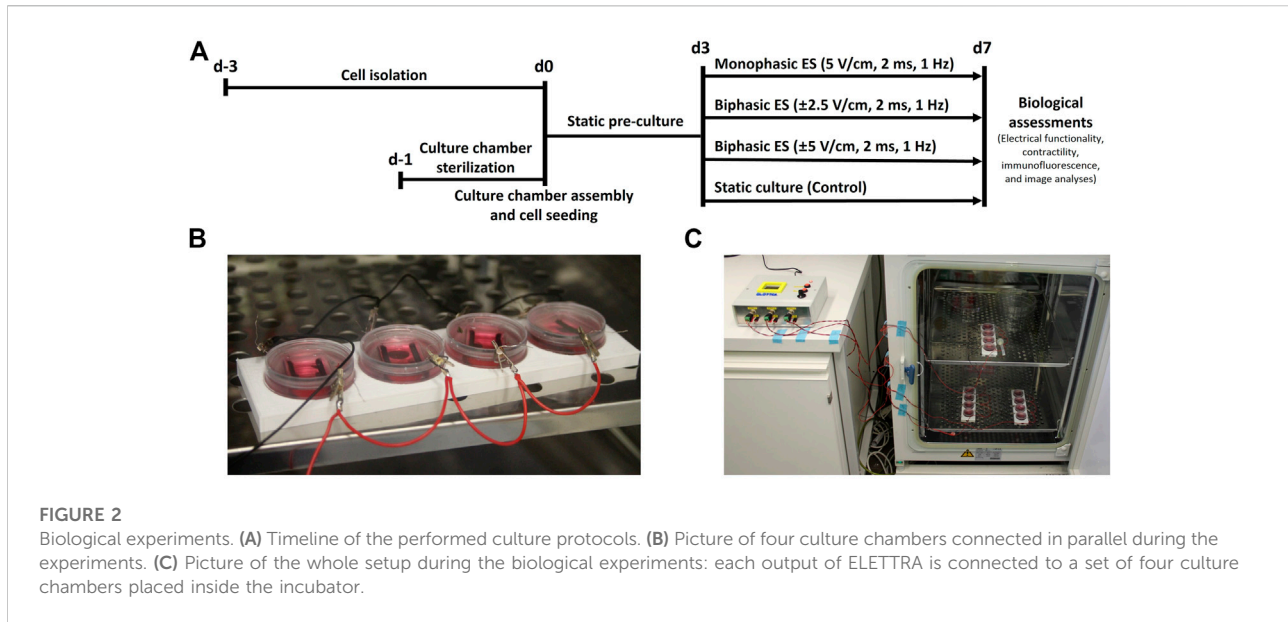 A
d-3
Cell isolation
d0
d-1
Culture chamber
sterilization
Culture chamber assembly
and cell seeding
Static pre-culture
d3
Monophasic ES (5 V/cm, 2 ms, 1 Hz)
Biphasic ES (±2.5 V/cm, 2 ms, 1 Hz)
Biphasic ES (±5 V/cm, 2 ms, 1 Hz)
Static culture (Control)
d7
Biological
assessments
(Electrical functionality,
contractility,
immunofluorescence,
and image analyses)
B
C
ELETTRA
FIGURE 2
Biological experiments. (A) Timeline of the performed culture protocols. (B) Picture of four culture chambers connected in parallel during the
experiments. (C) Picture of the whole setup during the biological experiments: each output of ELETTRA is connected to a set of four culture
chambers placed inside the incubator.